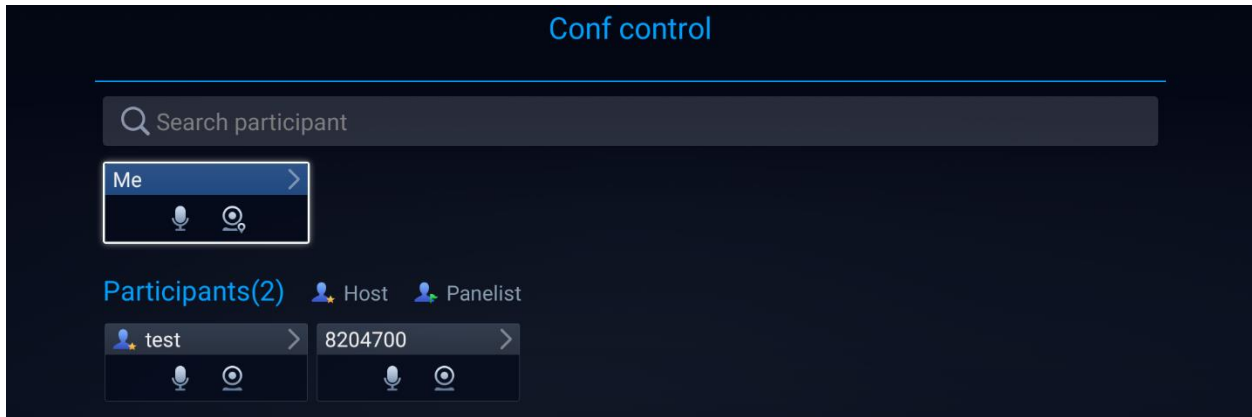 Conf control
Search participant
Me
Participants(2) Host Panelist
test 8204700